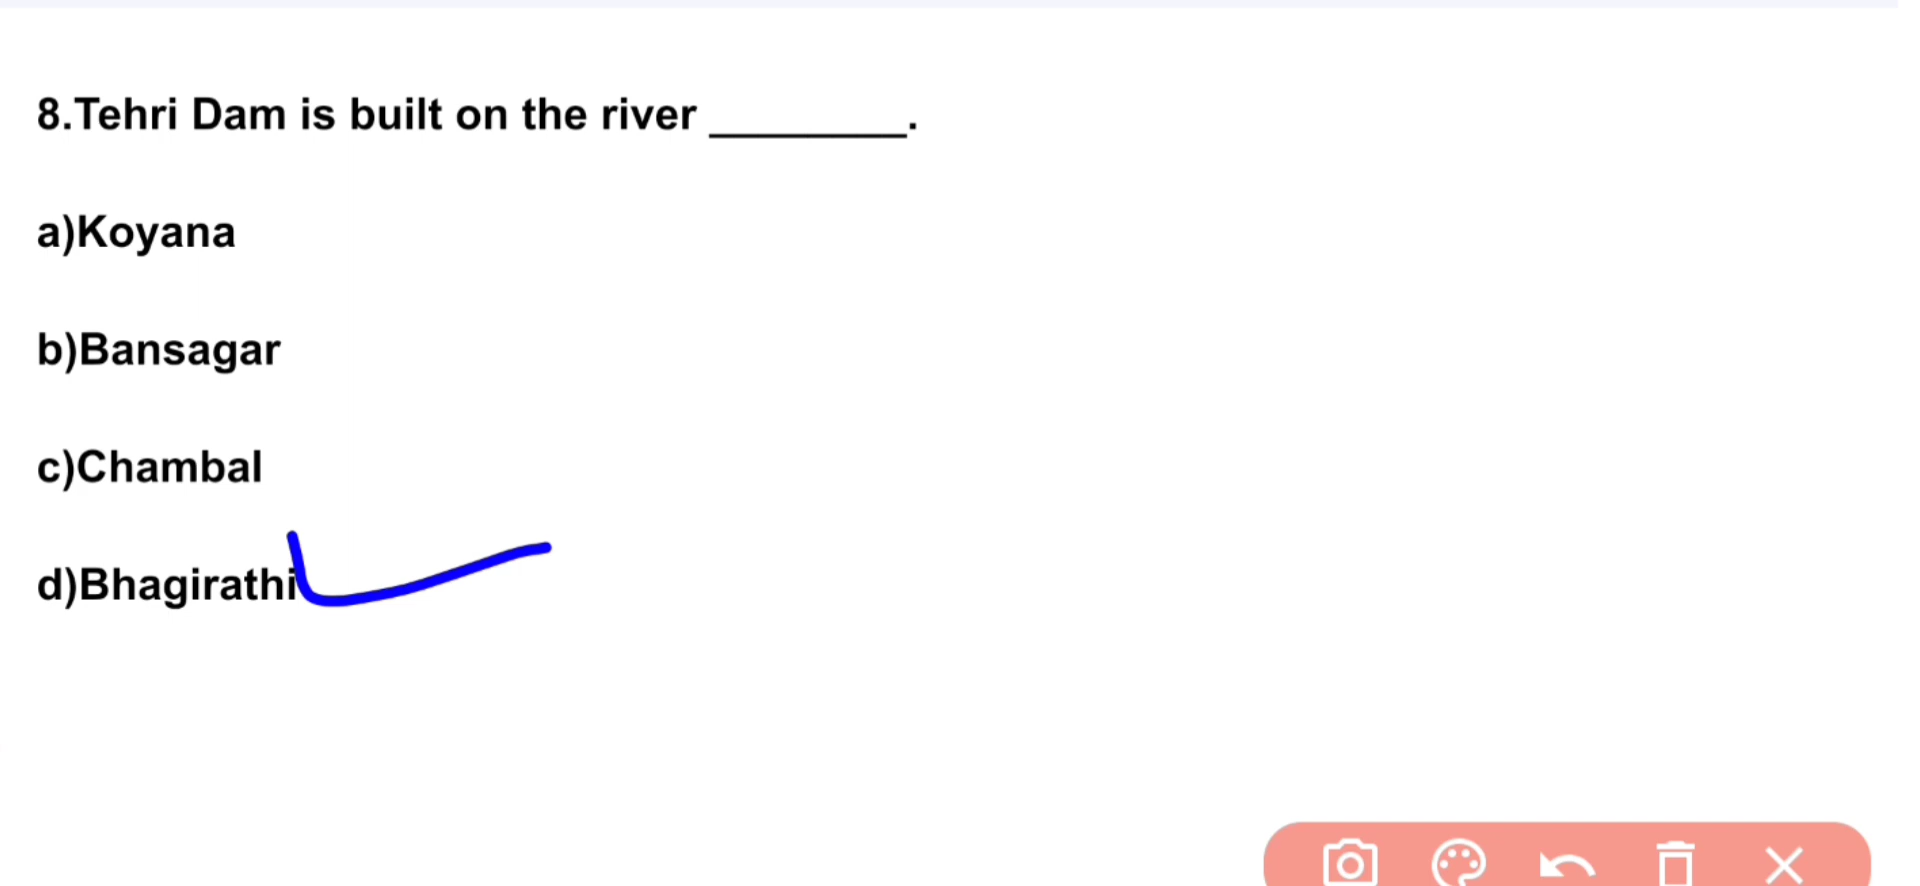 8.Tehri Dam is built on the river ________.
a)Koyana
b)Bansagar
c)Chambal
d)Bhagirathi